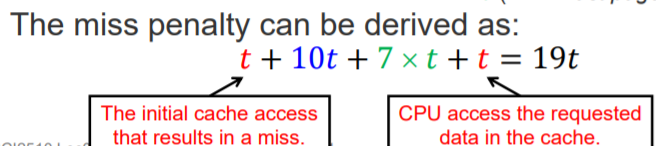 The miss penalty can be derived as:
t + 10t + 7 × t + t = 19t
The initial cache access
that results in a miss.
CPU access the requested
data in the cache.